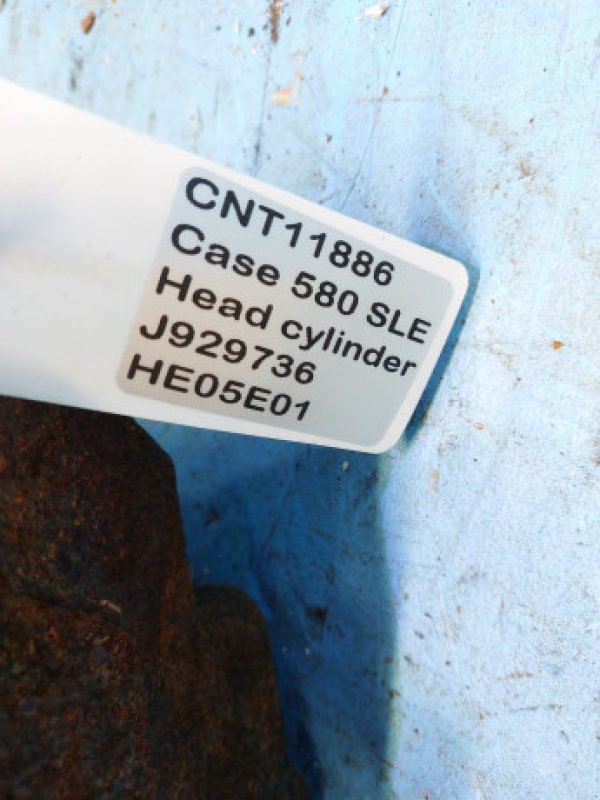 CNT11886
Case 580 SLE
Head cylinder
J929736
HE05E01